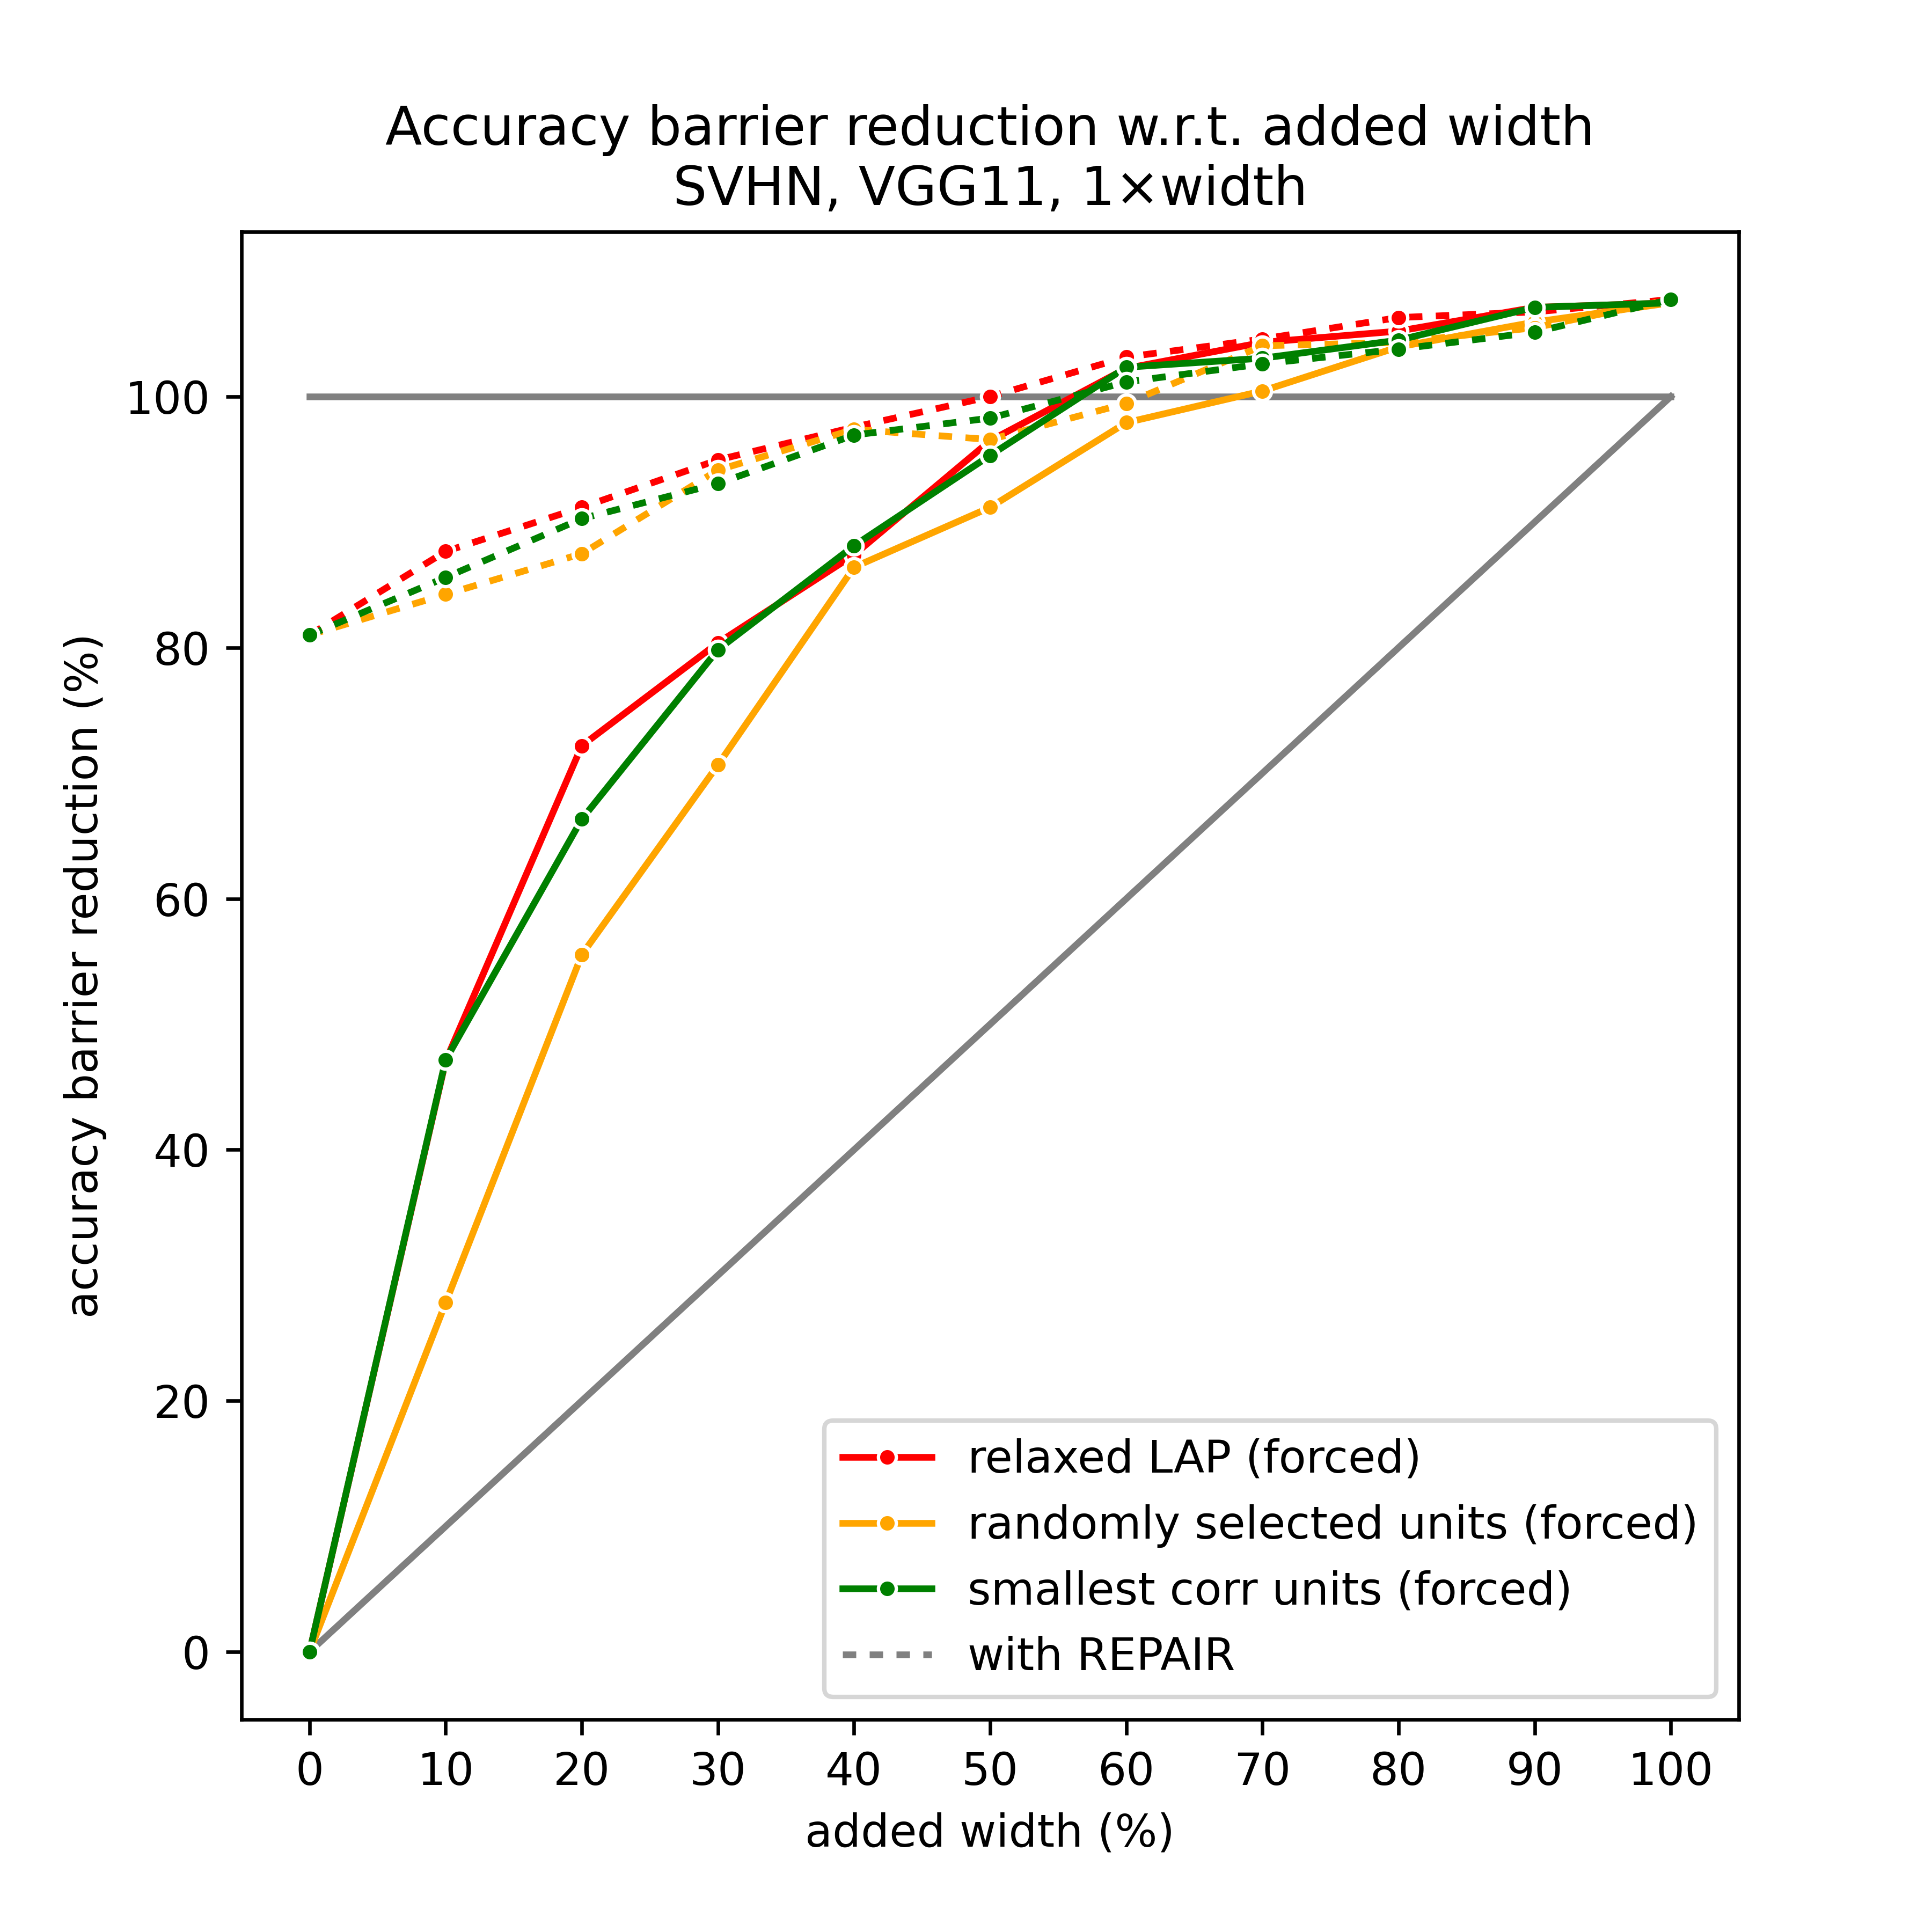 Accuracy barrier reduction w.r.t. added width
SVHN, VGG11, 1×width
accuracy barrier reduction (%)
100
80
60
40
20
0
relaxed LAP (forced)
randomly selected units (forced)
smallest corr units (forced)
with REPAIR
0 10 20 30 40 50 60 70 80 90 100
added width (%)